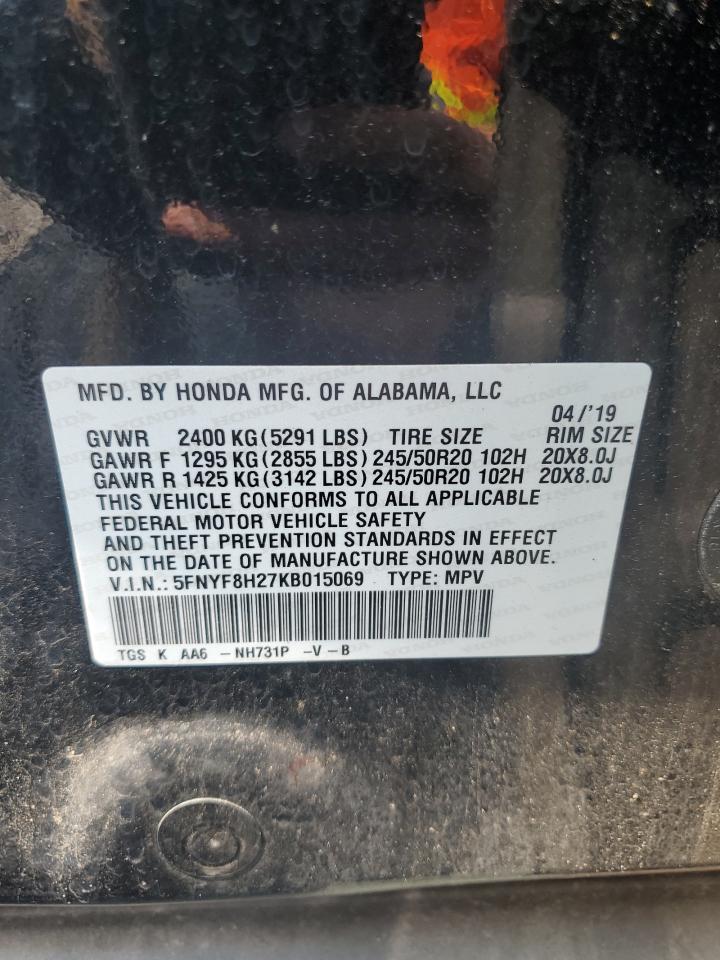 MFD. BY HONDA MFG. OF ALABAMA, LLC
04/'19
GVWR 2400 KG (5291 LBS) TIRE SIZE RIM SIZE
GAWR F 1295 KG (2855 LBS) 245/50R20 102H 20X8.0J
GAWR R 1425 KG (3142 LBS) 245/50R20 102H 20X8.0J
THIS VEHICLE CONFORMS TO ALL APPLICABLE
FEDERAL MOTOR VEHICLE SAFETY
AND THEFT PREVENTION STANDARDS IN EFFECT
ON THE DATE OF MANUFACTURE SHOWN ABOVE.
V.I.N.: 5FNYF8H27KB015069 TYPE: MPV
TGS K AA6 -NH731P -V-B